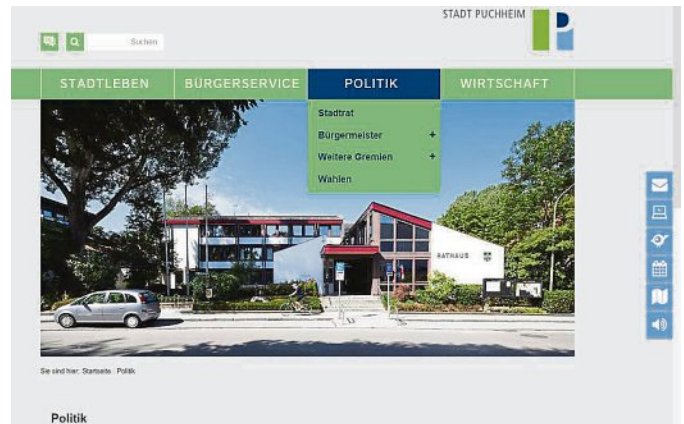 STADT PUCHHEIM
Suchen
STADTLEBEN BÜRGERSERVICE POLITIK WIRTSCHAFT
Stadtrat
Bürgermeister +
Weitere Gremien +
Wahlen
RATHAUS
Sie sind hier: Startseite Politik
Politik